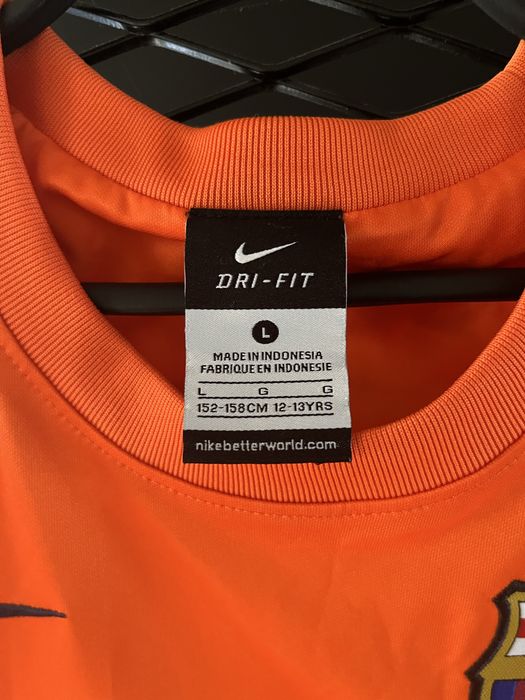 DRI-FIT
L
MADE IN INDONESIA
FABRIQUE EN INDONESIE
L G G
152-158CM 12-13YRS
nikebetterworld.com